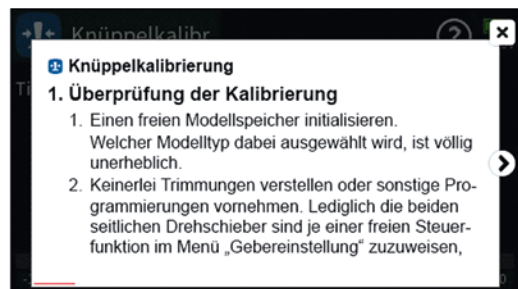 Knüppelkalibr
Knüppelkalibrierung
1. Überprüfung der Kalibrierung
1. Einen freien Modellspeicher initialisieren.
Welcher Modelltyp dabei ausgewählt wird, ist völlig
unerheblich.
2. Keinerlei Trimmungen verstellen oder sonstige Pro-
grammierungen vornehmen. Lediglich die beiden
seitlichen Drehschieber sind je einer freien Steuer-
funktion im Menü „Gebereinstellung“ zuzuweisen,